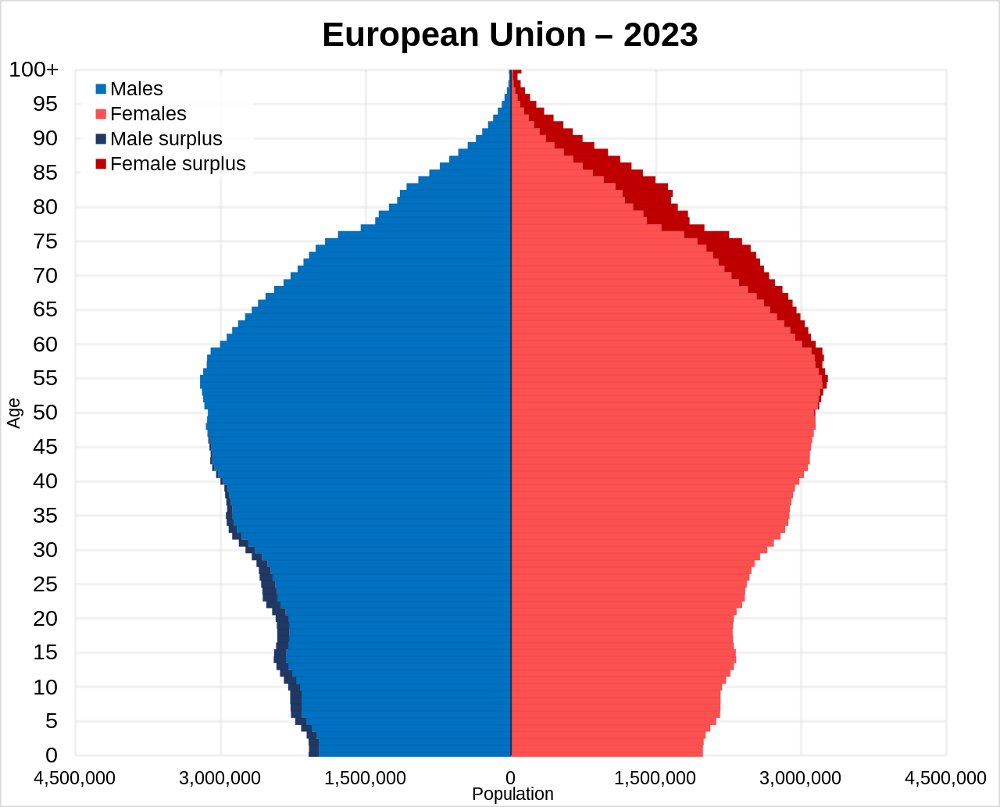 European Union – 2023
100+
Males
Females
Male surplus
Female surplus
95
90
85
80
75
70
65
60
55
50
45
40
35
30
25
20
15
10
5
0
Age
4,500,000 3,000,000 1,500,000 0 1,500,000 3,000,000 4,500,000
Population